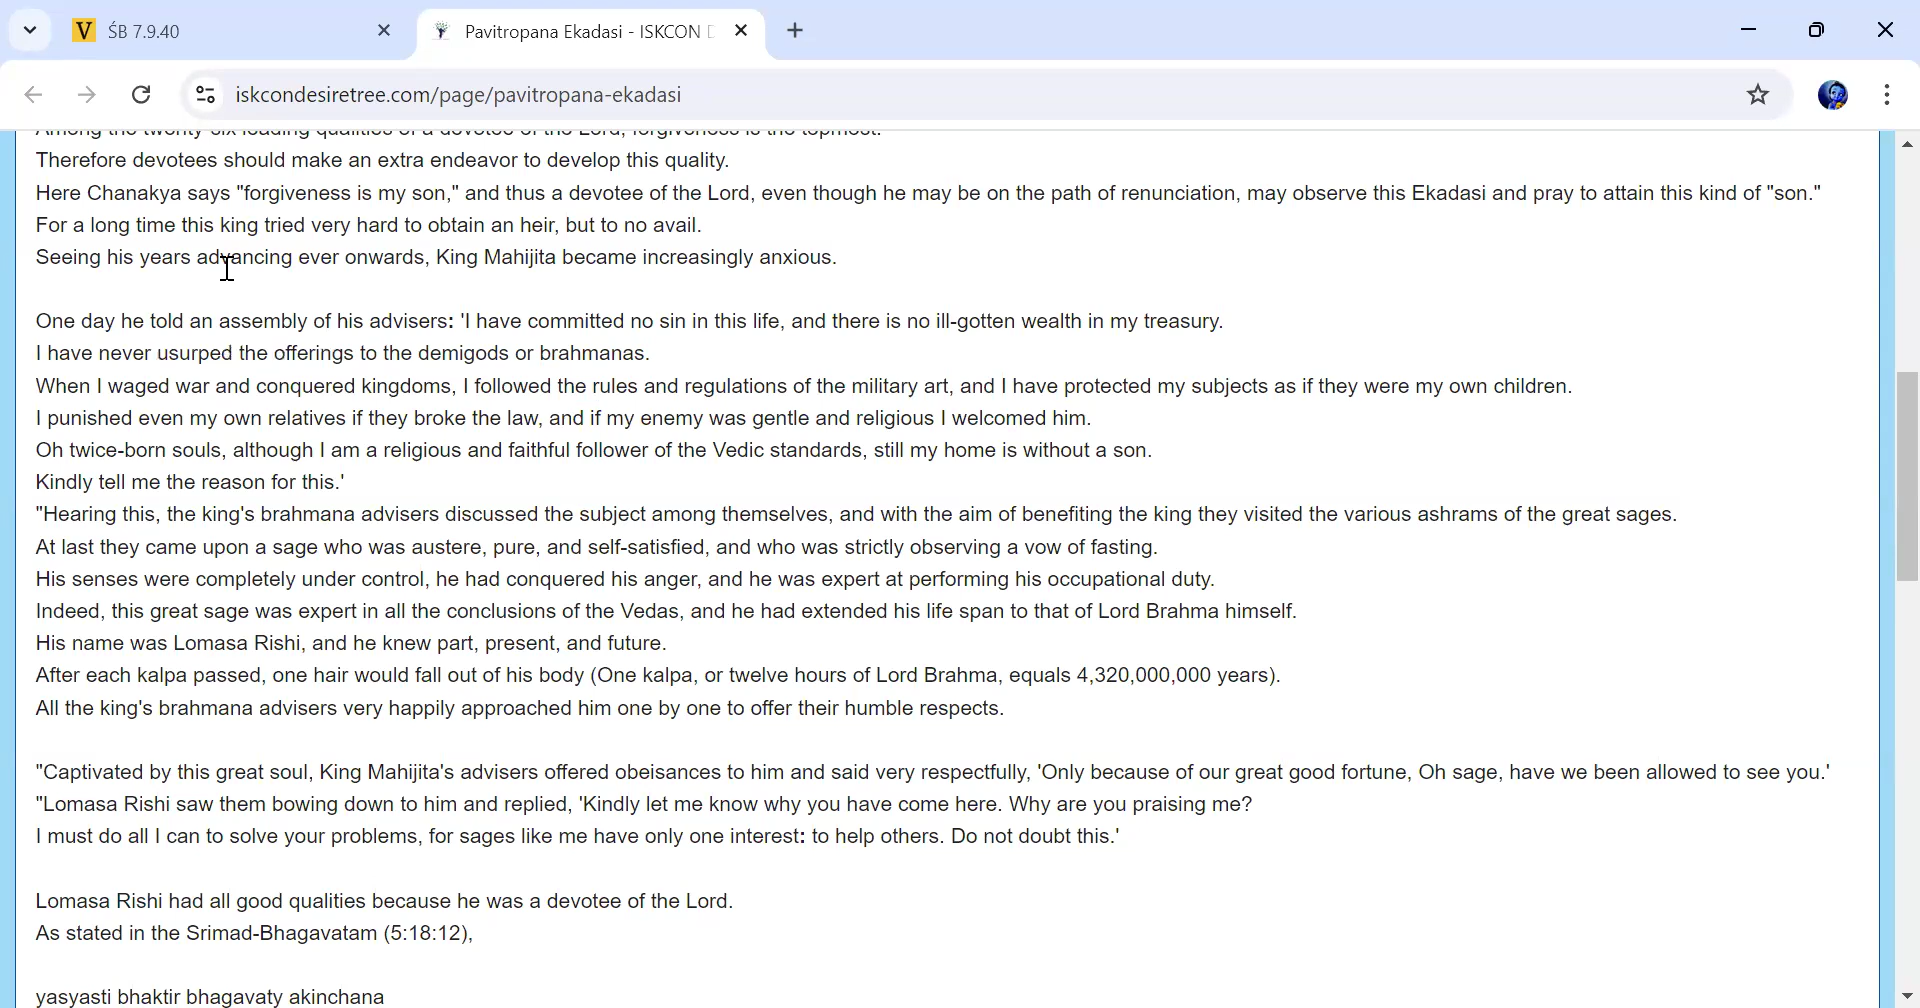 ŚB 7.9.40
Pavitropana Ekadasi - ISKCON D
iskcondesiretree.com/page/pavitropana-ekadasi
Among the twenty-six leading qualities of a devotee of the Lord, forgiveness is the topmost.
Therefore devotees should make an extra endeavor to develop this quality.
Here Chanakya says "forgiveness is my son," and thus a devotee of the Lord, even though he may be on the path of renunciation, may observe this Ekadasi and pray to attain this kind of "son."
For a long time this king tried very hard to obtain an heir, but to no avail.
Seeing his years advancing ever onwards, King Mahijita became increasingly anxious.
One day he told an assembly of his advisers: 'I have committed no sin in this life, and there is no ill-gotten wealth in my treasury.
I have never usurped the offerings to the demigods or brahmanas.
When I waged war and conquered kingdoms, I followed the rules and regulations of the military art, and I have protected my subjects as if they were my own children.
I punished even my own relatives if they broke the law, and if my enemy was gentle and religious I welcomed him.
Oh twice-born souls, although I am a religious and faithful follower of the Vedic standards, still my home is without a son.
Kindly tell me the reason for this.'
"Hearing this, the king's brahmana advisers discussed the subject among themselves, and with the aim of benefiting the king they visited the various ashrams of the great sages.
At last they came upon a sage who was austere, pure, and self-satisfied, and who was strictly observing a vow of fasting.
His senses were completely under control, he had conquered his anger, and he was expert at performing his occupational duty.
Indeed, this great sage was expert in all the conclusions of the Vedas, and he had extended his life span to that of Lord Brahma himself.
His name was Lomasa Rishi, and he knew part, present, and future.
After each kalpa passed, one hair would fall out of his body (One kalpa, or twelve hours of Lord Brahma, equals 4,320,000,000 years).
All the king's brahmana advisers very happily approached him one by one to offer their humble respects.
"Captivated by this great soul, King Mahijita's advisers offered obeisances to him and said very respectfully, 'Only because of our great good fortune, Oh sage, have we been allowed to see you.'
"Lomasa Rishi saw them bowing down to him and replied, 'Kindly let me know why you have come here. Why are you praising me?
I must do all I can to solve your problems, for sages like me have only one interest: to help others. Do not doubt this.'
Lomasa Rishi had all good qualities because he was a devotee of the Lord.
As stated in the Srimad-Bhagavatam (5:18:12),
yasyasti bhaktir bhagavaty akinchana